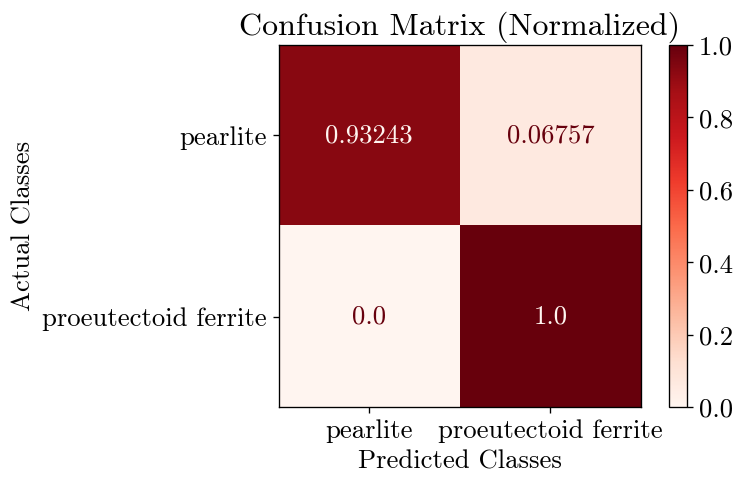 Confusion Matrix (Normalized)
Actual Classes
pearlite
proeutectoid ferrite
0.93243
0.06757
0.0
1.0
pearlite
proeutectoid ferrite
Predicted Classes
1.0
0.8
0.6
0.4
0.2
0.0